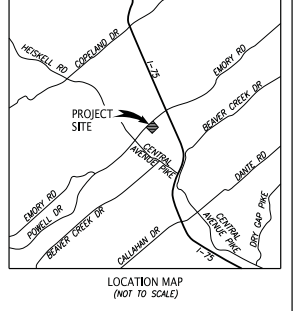 HEISKELL RD
COPELAND DR
I-75
EMORY RD
PROJECT
SITE
BEAVER CREEK DR
CENTRAL
AVENUE PIKE
DANTE RD
EMORY RD
POWELL DR
BEAVER CREEK DR
CALLAHAN DR
I-75
CENTRAL
AVENUE PIKE
DRY GAP PIKE
LOCATION MAP
(NOT TO SCALE)